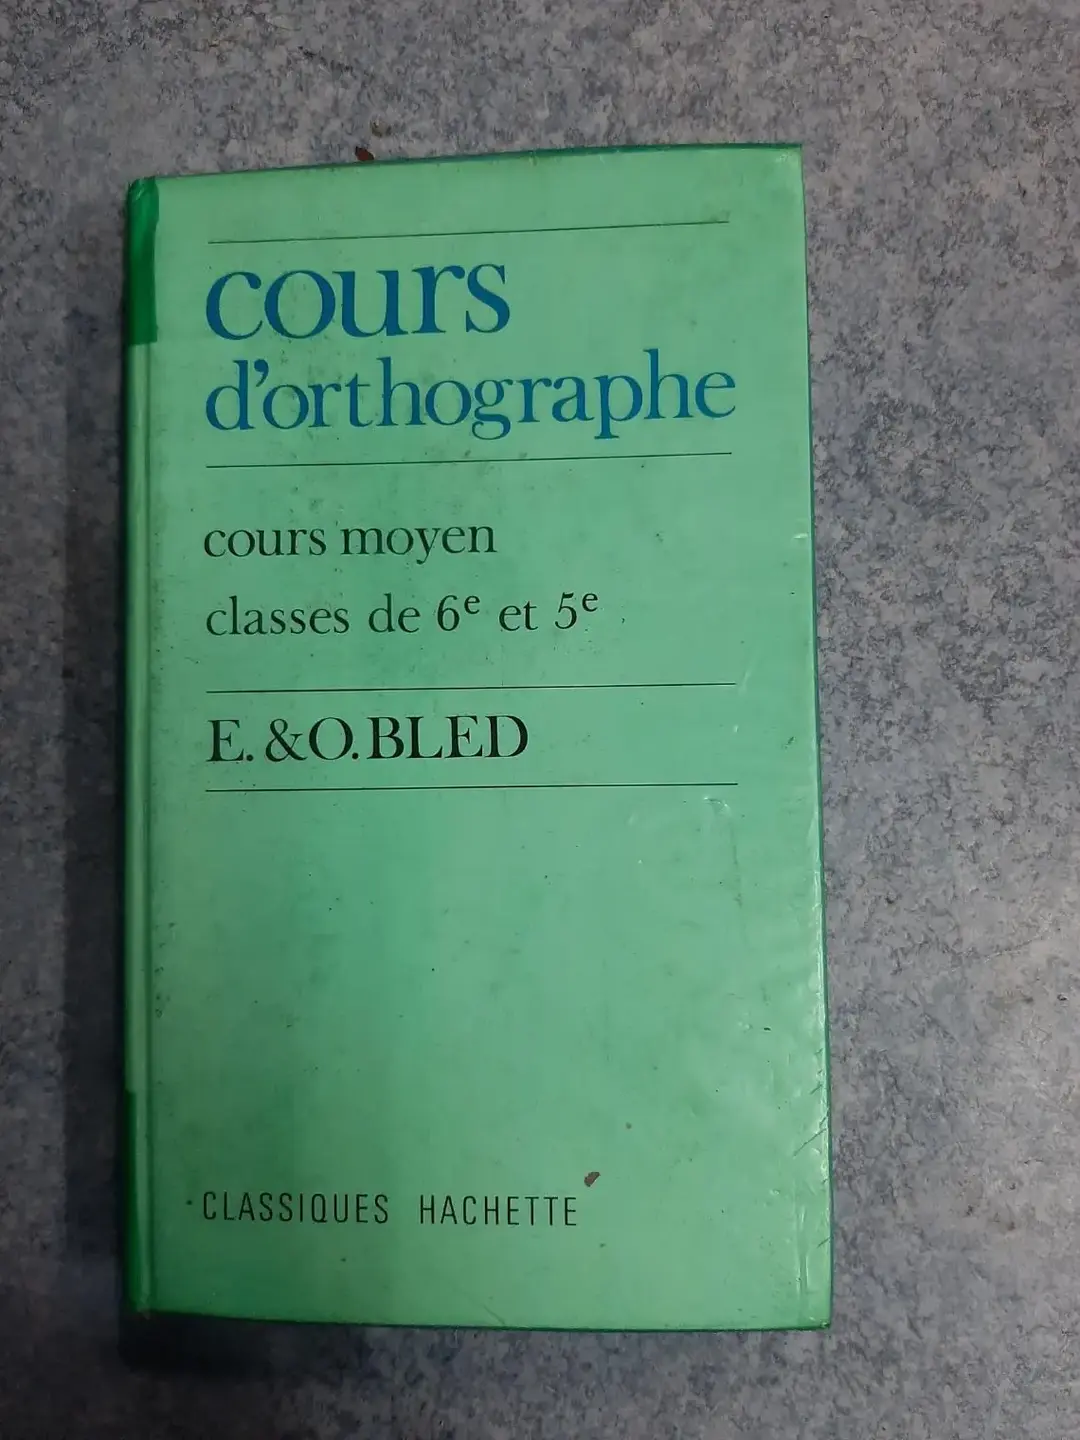 cours
d'orthographe
cours moyen
classes de 6e et 5e
E. & O. BLED
CLASSIQUES HACHETTE